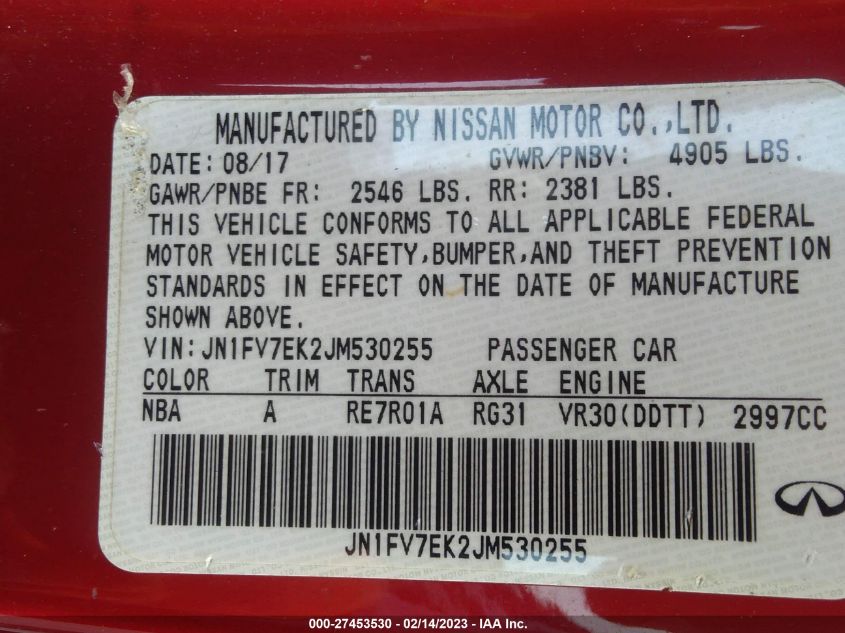 MANUFACTURED BY NISSAN MOTOR CO.,LTD.
DATE: 08/17 GVWR/PNBV: 4905 LBS.
GAWR/PNBE FR: 2546 LBS. RR: 2381 LBS.
THIS VEHICLE CONFORMS TO ALL APPLICABLE FEDERAL
MOTOR VEHICLE SAFETY,BUMPER,AND THEFT PREVENTION
STANDARDS IN EFFECT ON THE DATE OF MANUFACTURE
SHOWN ABOVE.
VIN: JN1FV7EK2JM530255 PASSENGER CAR
COLOR TRIM TRANS AXLE ENGINE
NBA A RE7R01A RG31 VR30(DDTT) 2997CC
JN1FV7EK2JM530255
000-27453530 - 02/14/2023 - IAA Inc.